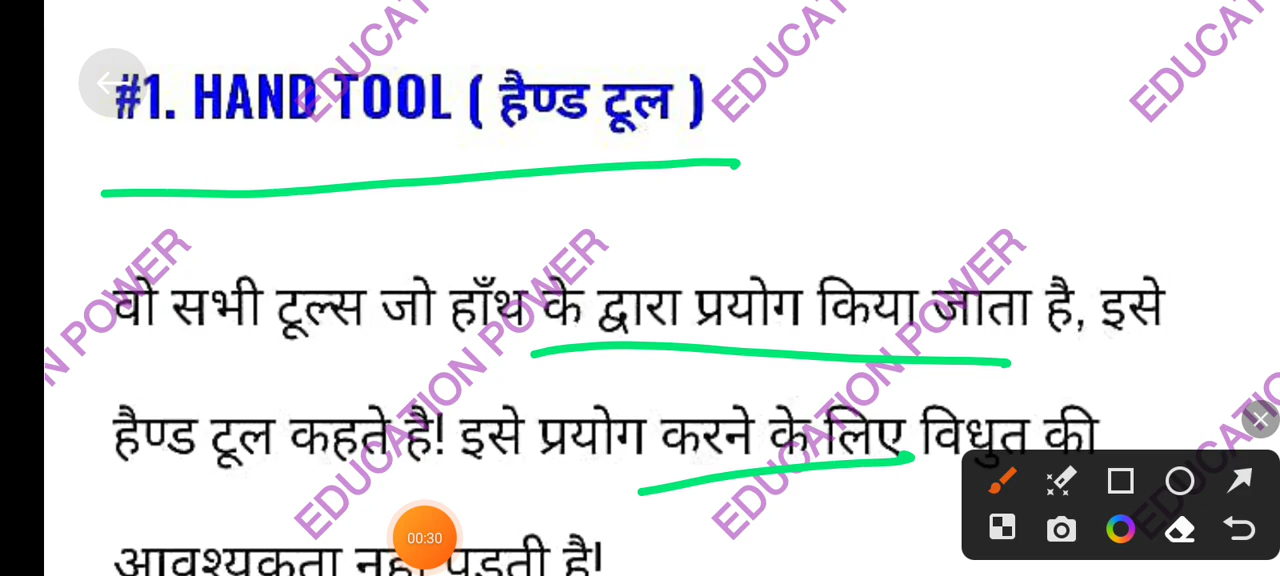 #1. HAND TOOL ( हैण्ड टूल )
वो सभी टूल्स जो हाँथ के द्वारा प्रयोग किया जाता है, इसे
हैण्ड टूल कहते है! इसे प्रयोग करने के लिए विधुत की
आवश्यकता नहीं पड़ती है!
00:30
EDUCATION POWER